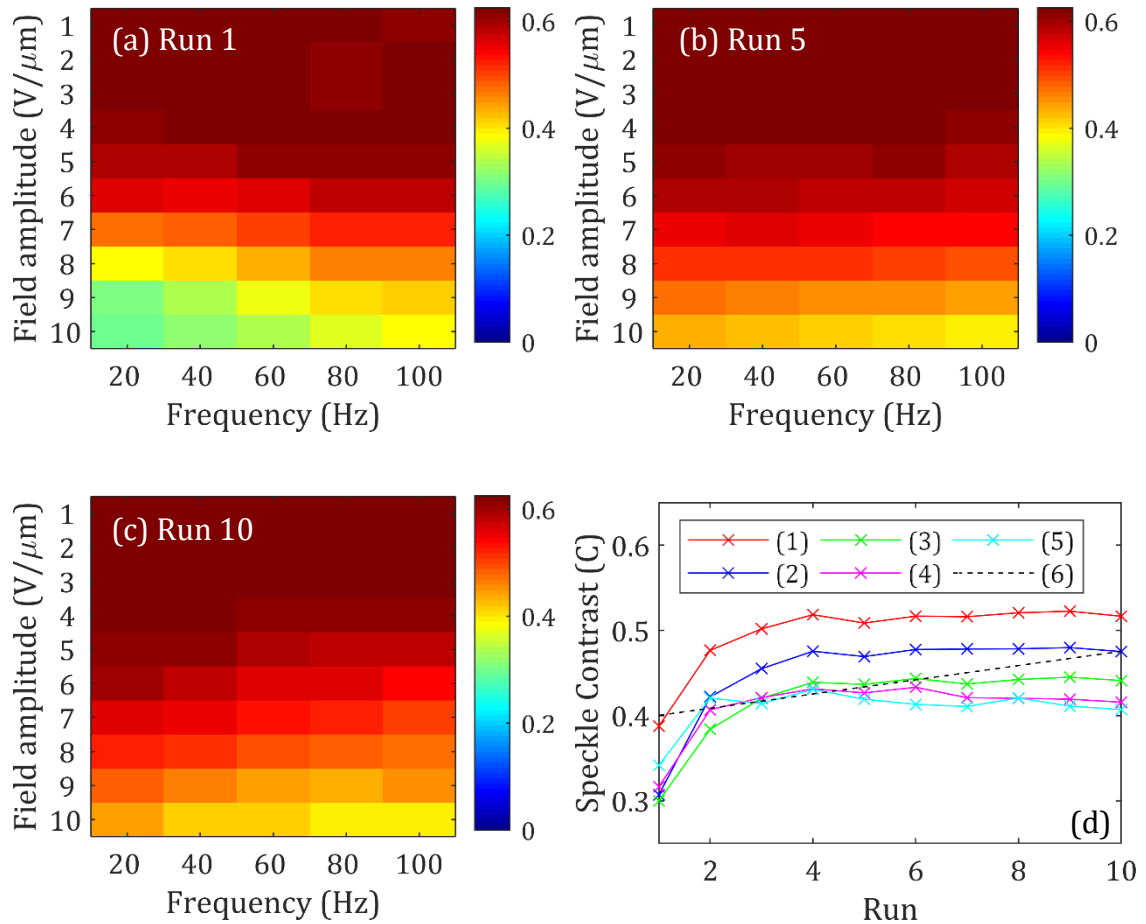 (a) Run 1
Field amplitude (V/μm)
1
2
3
4
5
6
7
8
9
10
20 40 60 80 100
Frequency (Hz)
0.6
0.4
0.2
0
(b) Run 5
Field amplitude (V/μm)
1
2
3
4
5
6
7
8
9
10
20 40 60 80 100
Frequency (Hz)
0.6
0.4
0.2
0
(c) Run 10
Field amplitude (V/μm)
1
2
3
4
5
6
7
8
9
10
20 40 60 80 100
Frequency (Hz)
0.6
0.4
0.2
0
Speckle Contrast (C)
0.6
0.5
0.4
0.3
(1) (3) (5)
(2) (4) (6)
(d)
2 4 6 8 10
Run